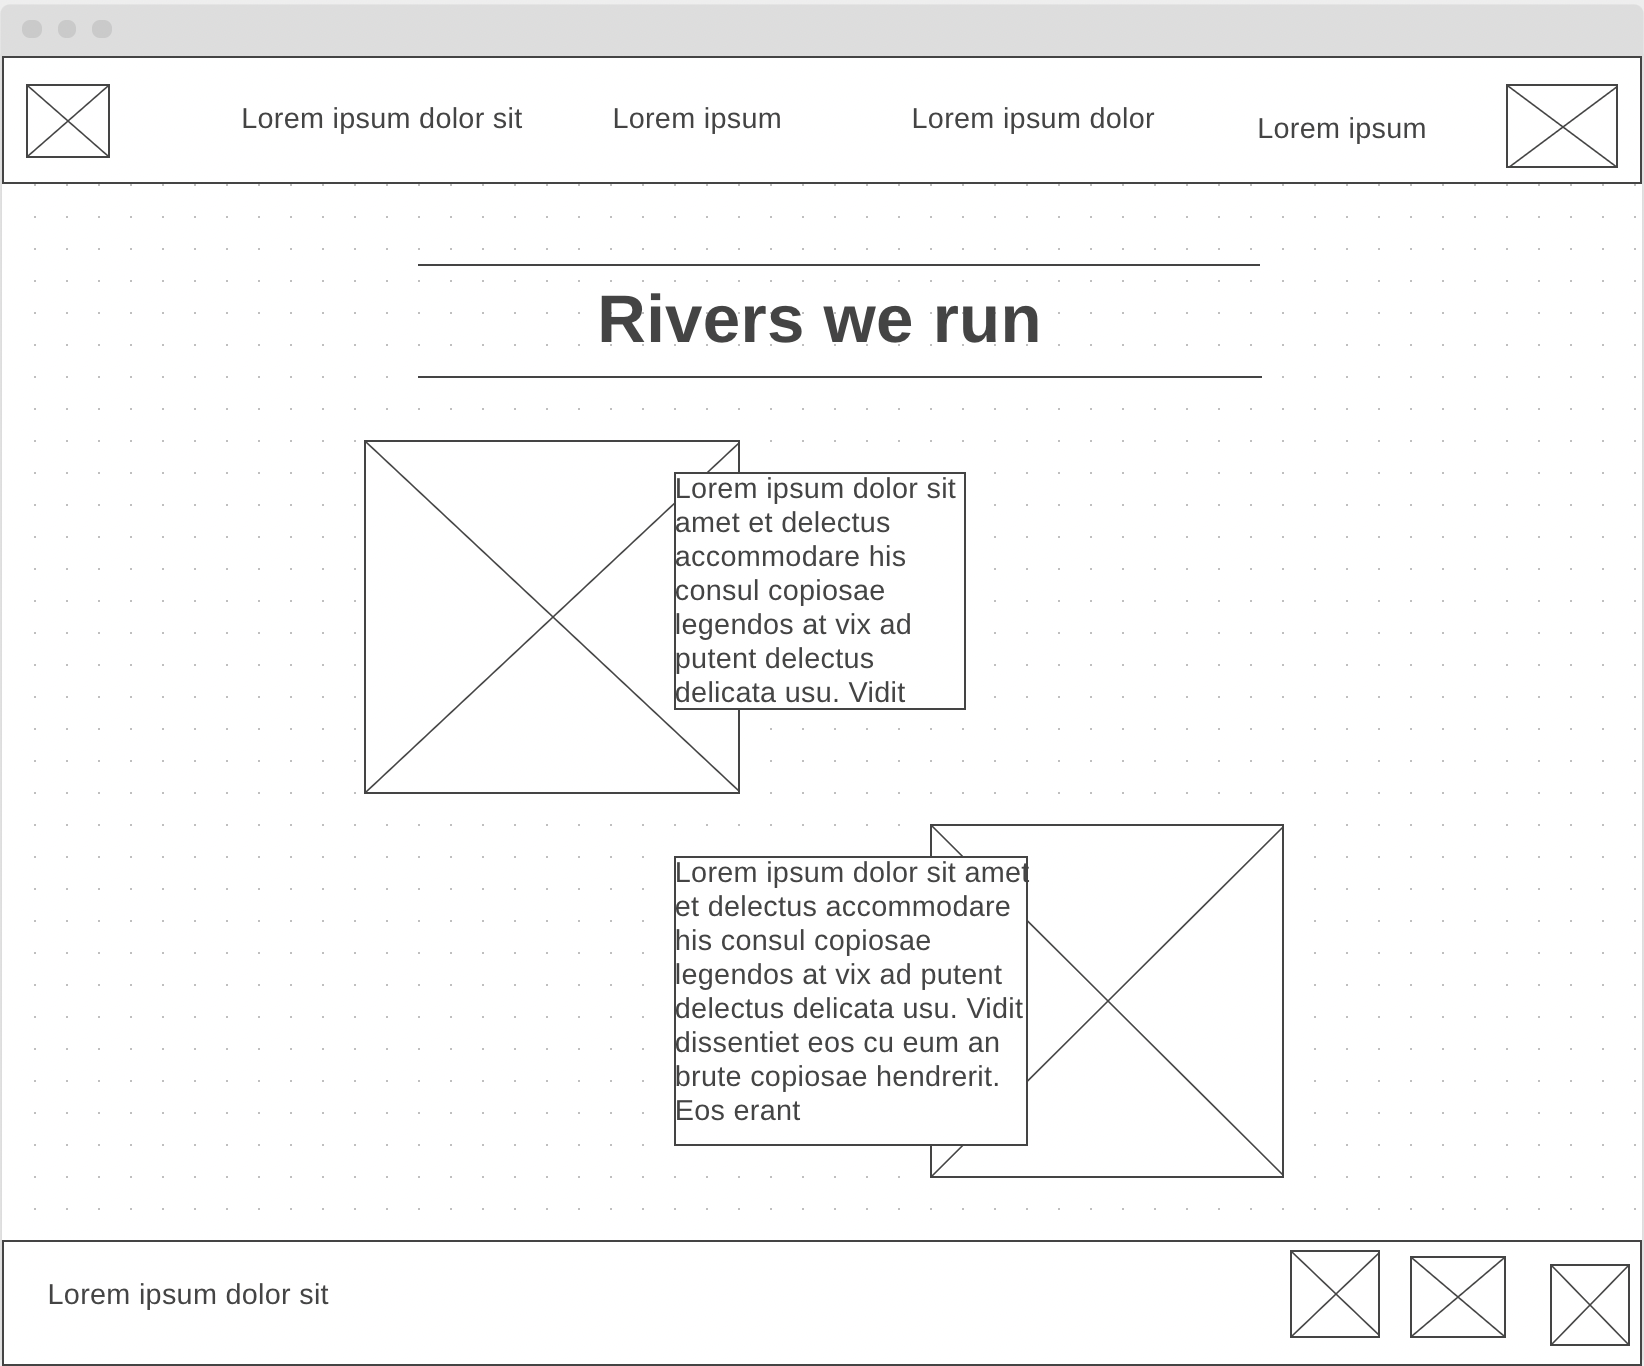 Lorem ipsum dolor sit
Lorem ipsum
Lorem ipsum dolor
Lorem ipsum
Rivers we run
Lorem ipsum dolor sit
amet et delectus
accommodare his
consul copiosae
legendos at vix ad
putent delectus
delicata usu. Vidit
Lorem ipsum dolor sit amet
et delectus accommodare
his consul copiosae
legendos at vix ad putent
delectus delicata usu. Vidit
dissentiet eos cu eum an
brute copiosae hendrerit.
Eos erant
Lorem ipsum dolor sit